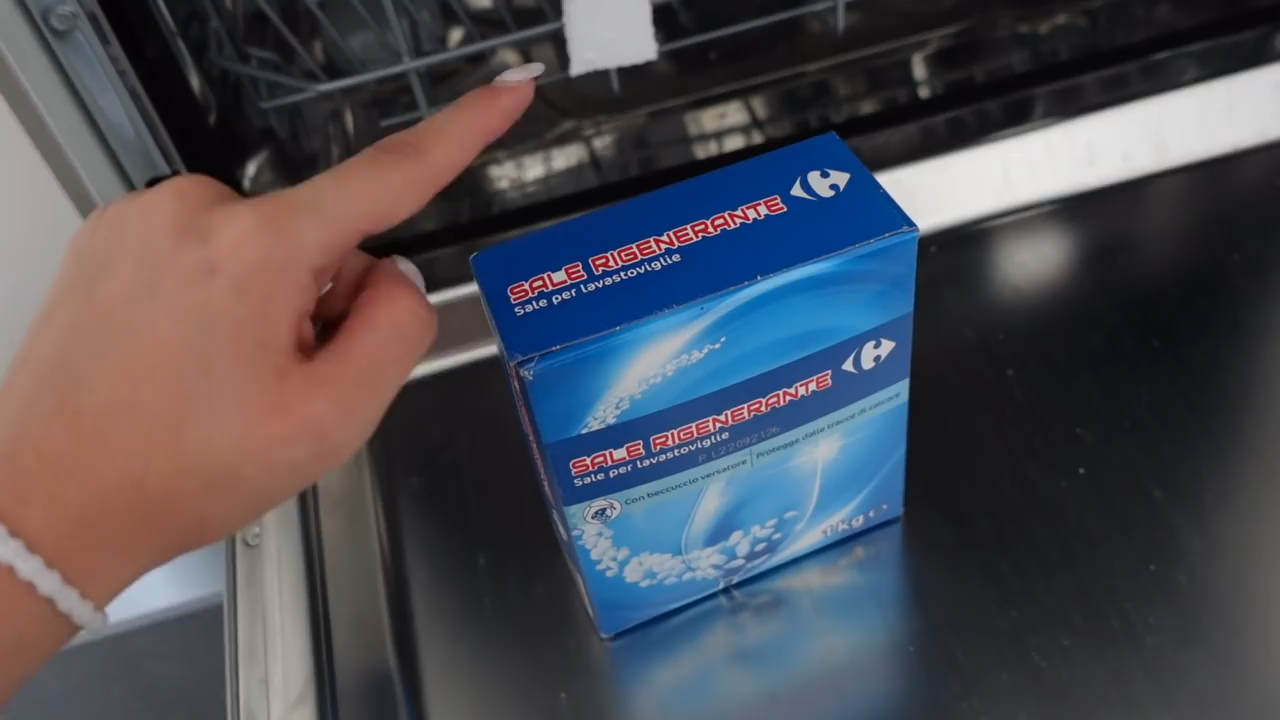 SALE RIGENERANTE
Sale per lavastoviglie
SALE RIGENERANTE
Sale per lavastoviglie
P L22092126
Con beccuccio versatore | Protegge dalle tracce di calcare
1kg e